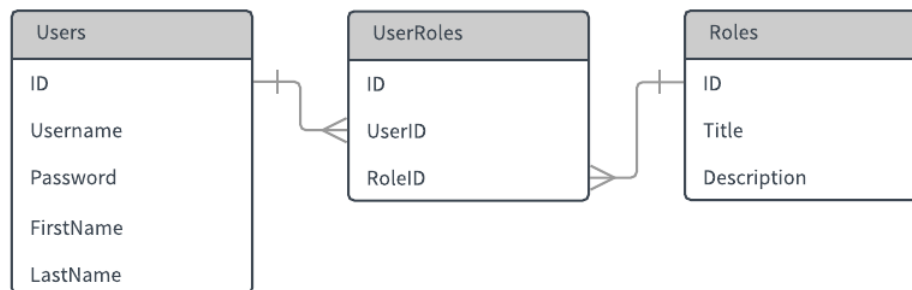 Users
ID
Username
Password
FirstName
LastName
UserRoles
ID
UserID
RoleID
Roles
ID
Title
Description